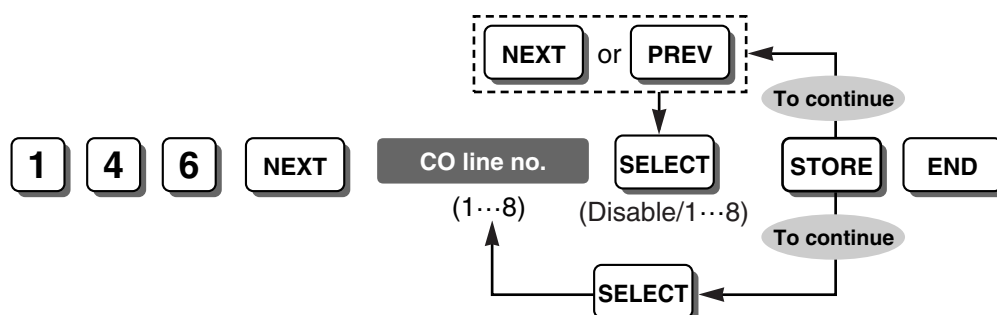 NEXT or PREV
To continue
1 4 6 NEXT CO line no. SELECT STORE END
(1···8) (Disable/1···8)
To continue
SELECT